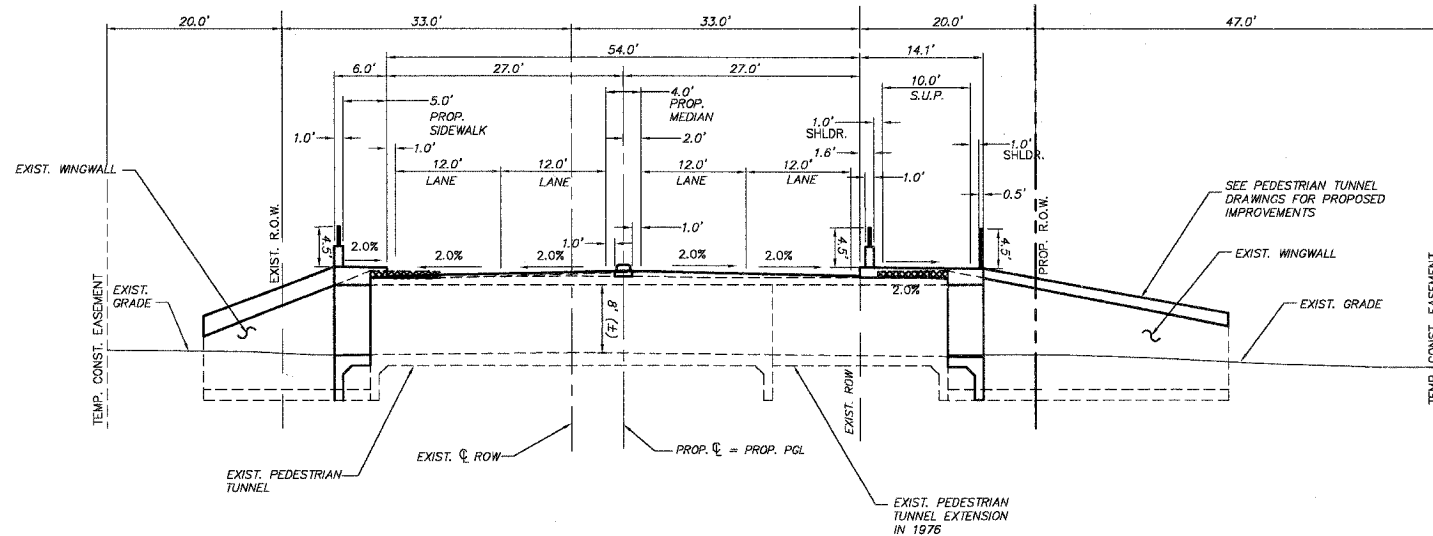 20.0' 33.0' 33.0' 20.0' 47.0'
54.0' 14.1'
6.0' 27.0' 27.0' 10.0'
S.U.P.
5.0'
PROP.
SIDEWALK
4.0'
PROP.
MEDIAN
1.0'
SHLDR.
1.0' 2.0' 1.0'
SHLDR.
1.0' 1.6'
12.0'
LANE
12.0'
LANE
12.0'
LANE
12.0'
LANE
1.0'
0.5'
EXIST. WINGWALL
SEE PEDESTRIAN TUNNEL
DRAWINGS FOR PROPOSED
IMPROVEMENTS
EXIST. R.O.W.
PROP. R.O.W.
4.5' 2.0% 2.0% 2.0% 1.0' 1.0' 2.0% 2.0% 4.5' 4.5'
2.0%
EXIST. WINGWALL
EXIST.
GRADE
EXIST. GRADE
8' (±)
TEMP. CONST. EASEMENT
EXIST. ROW
TEMP. CONST. EASEMENT
EXIST. ℄ ROW
PROP. ℄ = PROP. PGL
EXIST. PEDESTRIAN
TUNNEL
EXIST. PEDESTRIAN
TUNNEL EXTENSION
IN 1976